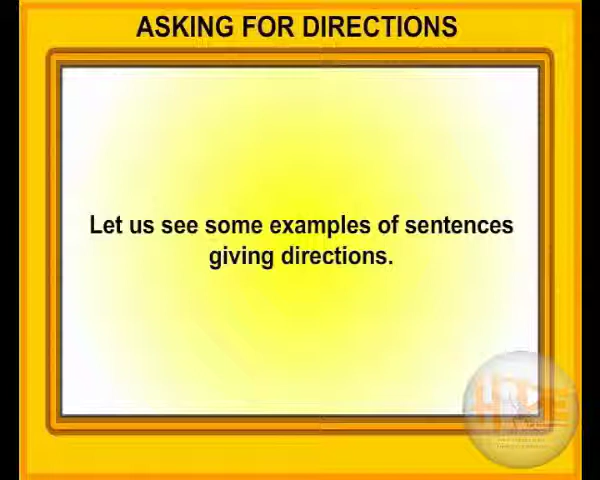 ASKING FOR DIRECTIONS
Let us see some examples of sentences
giving directions.